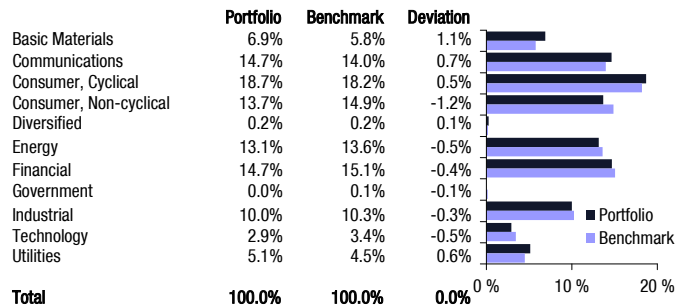 Portfolio Benchmark Deviation
Basic Materials 6.9% 5.8% 1.1%
Communications 14.7% 14.0% 0.7%
Consumer, Cyclical 18.7% 18.2% 0.5%
Consumer, Non-cyclical 13.7% 14.9% -1.2%
Diversified 0.2% 0.2% 0.1%
Energy 13.1% 13.6% -0.5%
Financial 14.7% 15.1% -0.4%
Government 0.0% 0.1% -0.1%
Industrial 10.0% 10.3% -0.3%
Portfolio
Technology 2.9% 3.4% -0.5%
Benchmark
Utilities 5.1% 4.5% 0.6%
0 % 10 % 20 %
Total 100.0% 100.0% 0.0%